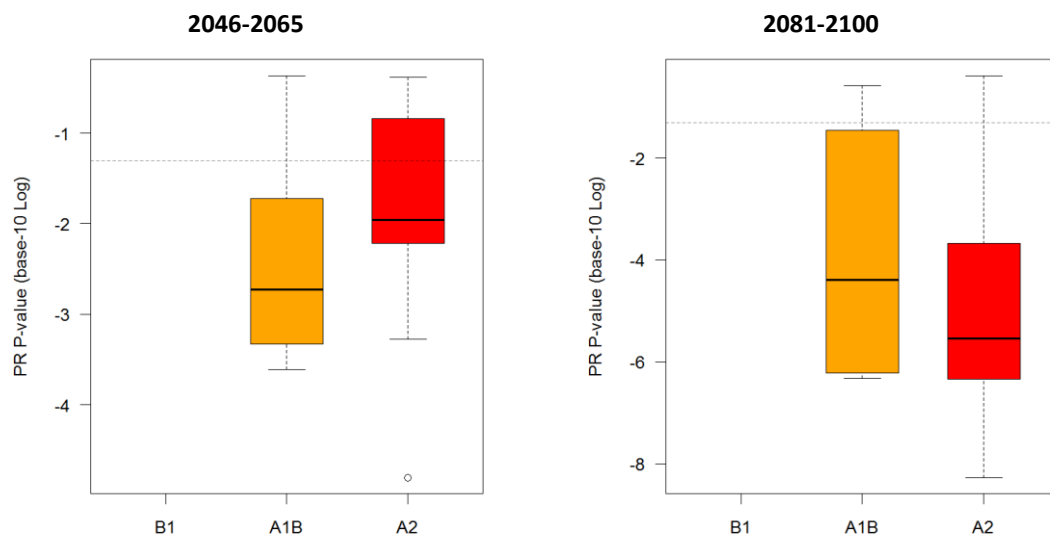 2046-2065
PR P-value (base-10 Log)
-1
-2
-3
-4
B1 A1B A2
2081-2100
PR P-value (base-10 Log)
-2
-4
-6
-8
B1 A1B A2